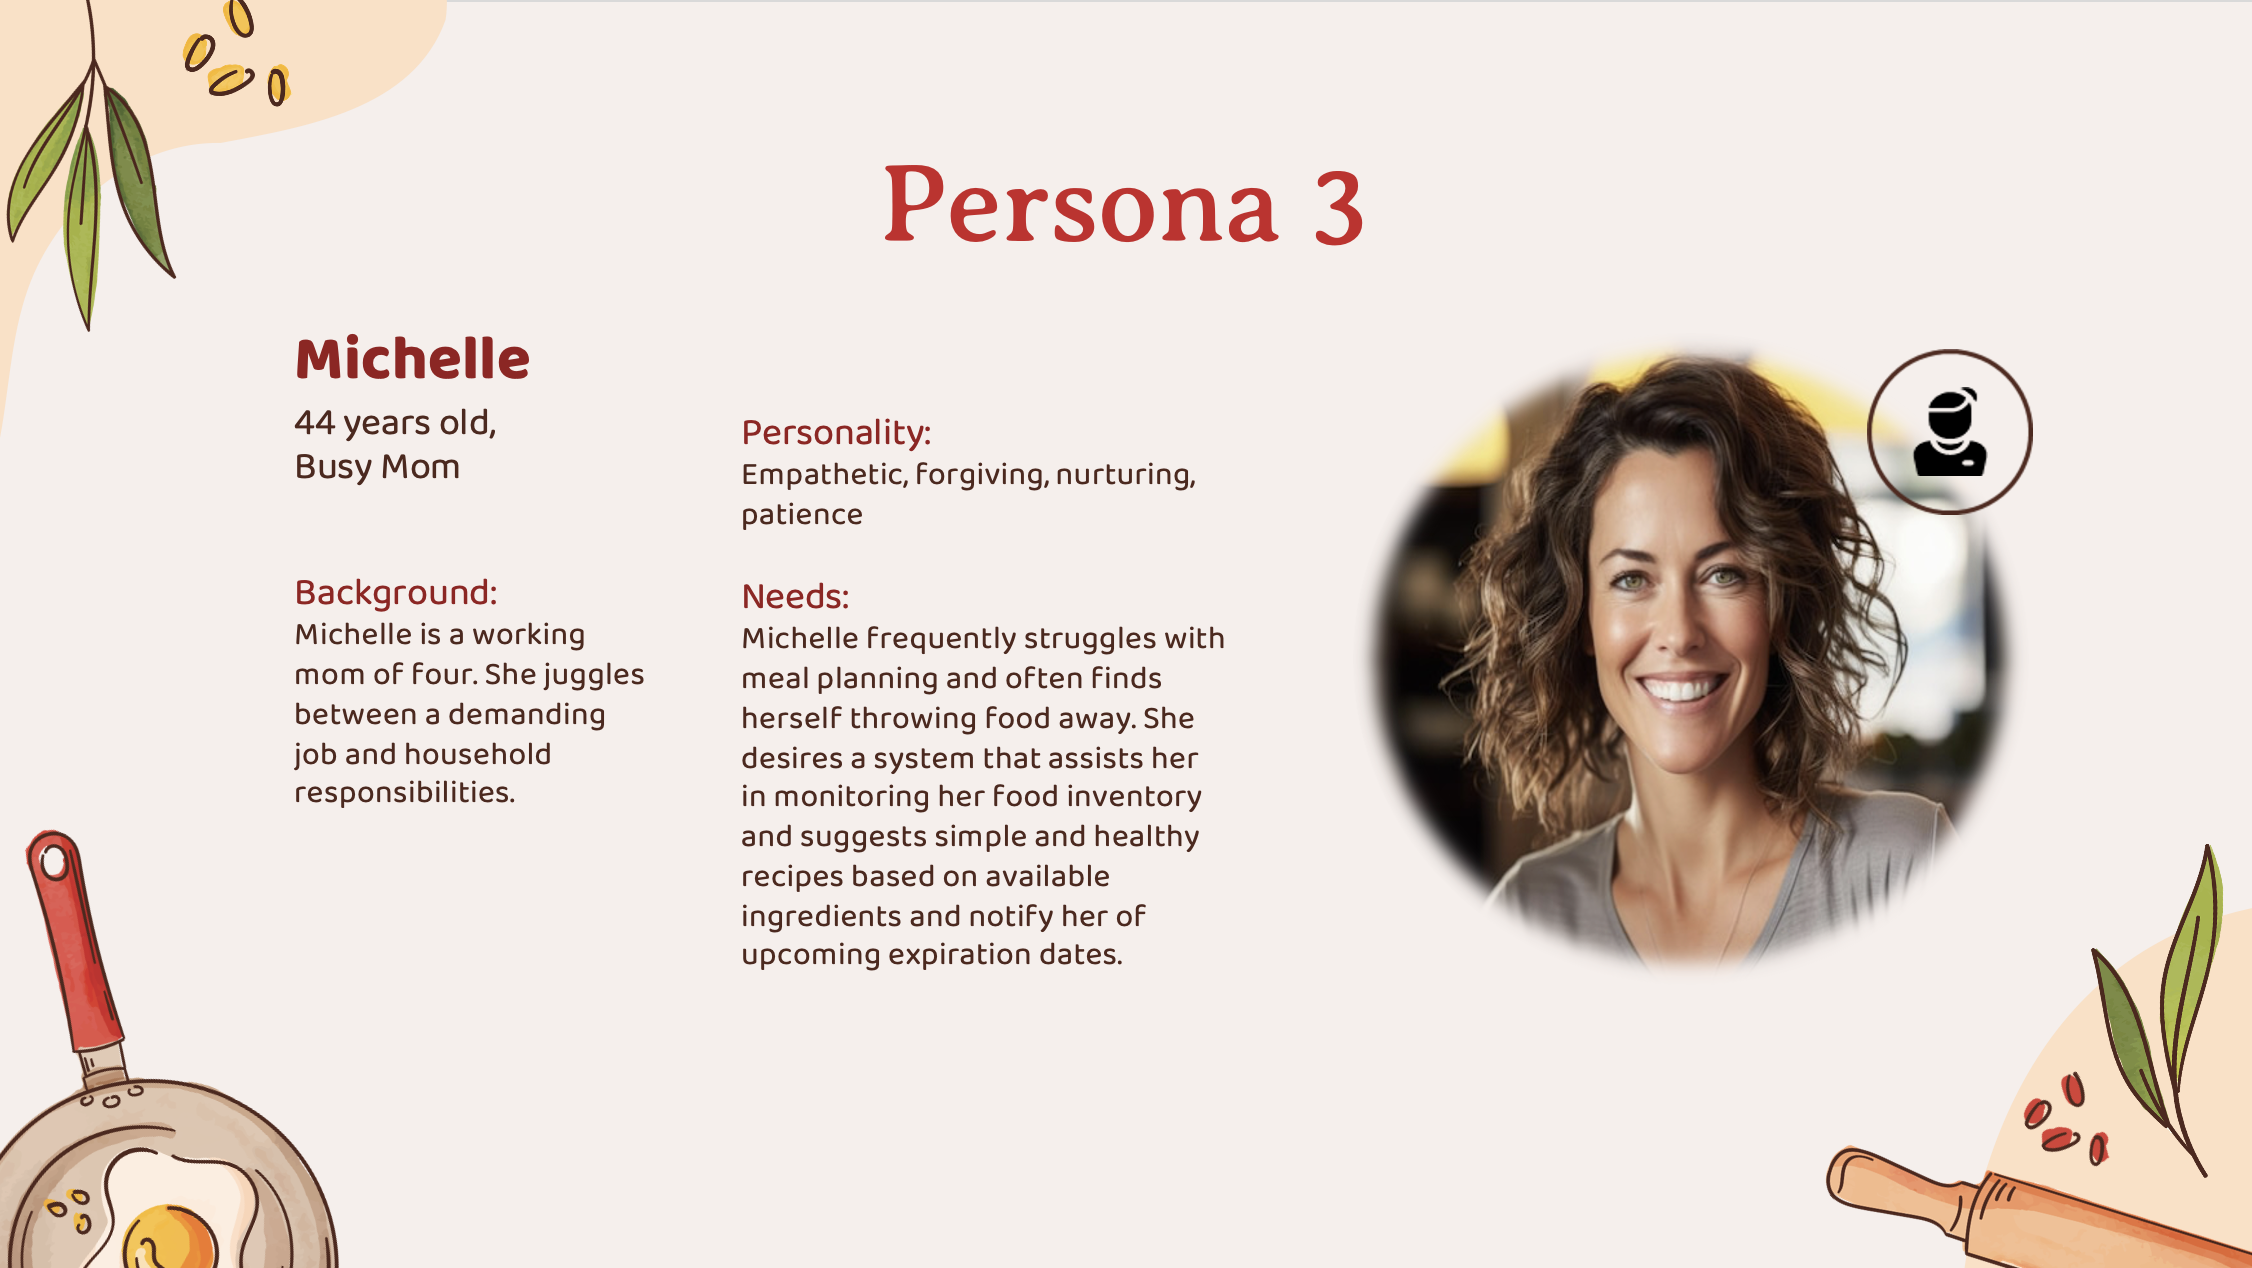 Persona 3
Michelle
44 years old,
Busy Mom
Background:
Michelle is a working
mom of four. She juggles
between a demanding
job and household
responsibilities.
Personality:
Empathetic, forgiving, nurturing,
patience
Needs:
Michelle frequently struggles with
meal planning and often finds
herself throwing food away. She
desires a system that assists her
in monitoring her food inventory
and suggests simple and healthy
recipes based on available
ingredients and notify her of
upcoming expiration dates.